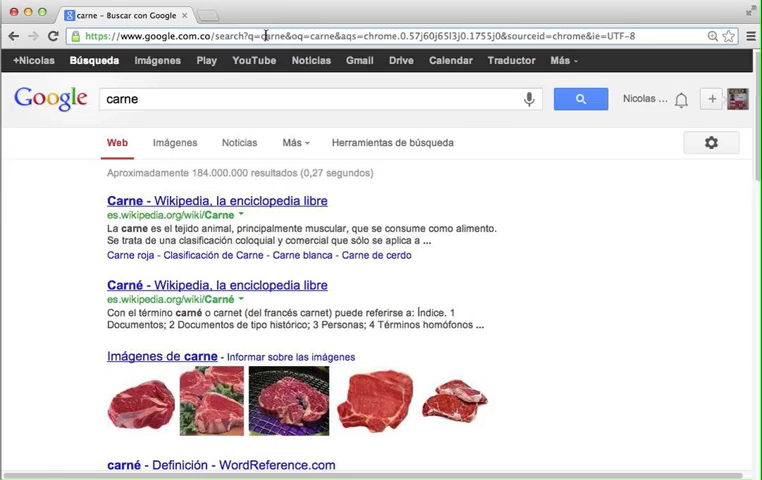 carne - Buscar con Google
https://www.google.com.co/search?q=carne&oq=carne&aqs=chrome.0.57j60j65l3j0.1755j0&sourceid=chrome&ie=UTF-8
+Nicolas Búsqueda Imágenes Play YouTube Noticias Gmail Drive Calendar Traductor Más
Google carne Nicolas ...
Web Imágenes Noticias Más Herramientas de búsqueda
Aproximadamente 184.000.000 resultados (0,27 segundos)
Carne - Wikipedia, la enciclopedia libre
es.wikipedia.org/wiki/Carne
La carne es el tejido animal, principalmente muscular, que se consume como alimento.
Se trata de una clasificación coloquial y comercial que sólo se aplica a ...
Carne roja - Clasificación de Carne - Carne blanca - Carne de cerdo
Carné - Wikipedia, la enciclopedia libre
es.wikipedia.org/wiki/Carné
Con el término carné o carnet (del francés carnet) puede referirse a: Índice. 1
Documentos; 2 Documentos de tipo histórico; 3 Personas; 4 Términos homófonos ...
Imágenes de carne - Informar sobre las imágenes
carné - Definición - WordReference.com